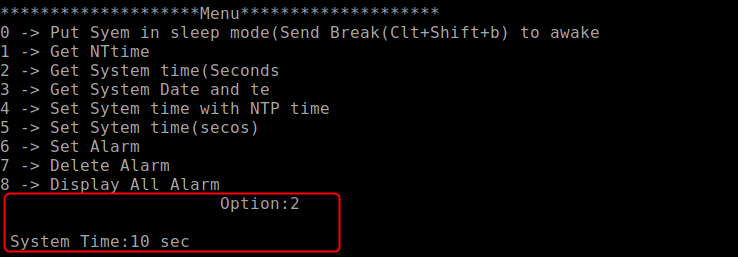 ********************Menu********************
0 -> Put Syem in sleep mode(Send Break(Clt+Shift+b) to awake
1 -> Get NTtime
2 -> Get System time(Seconds
3 -> Get System Date and te
4 -> Set Sytem time with NTP time
5 -> Set Sytem time(secos)
6 -> Set Alarm
7 -> Delete Alarm
8 -> Display All Alarm
Option:2
System Time:10 sec